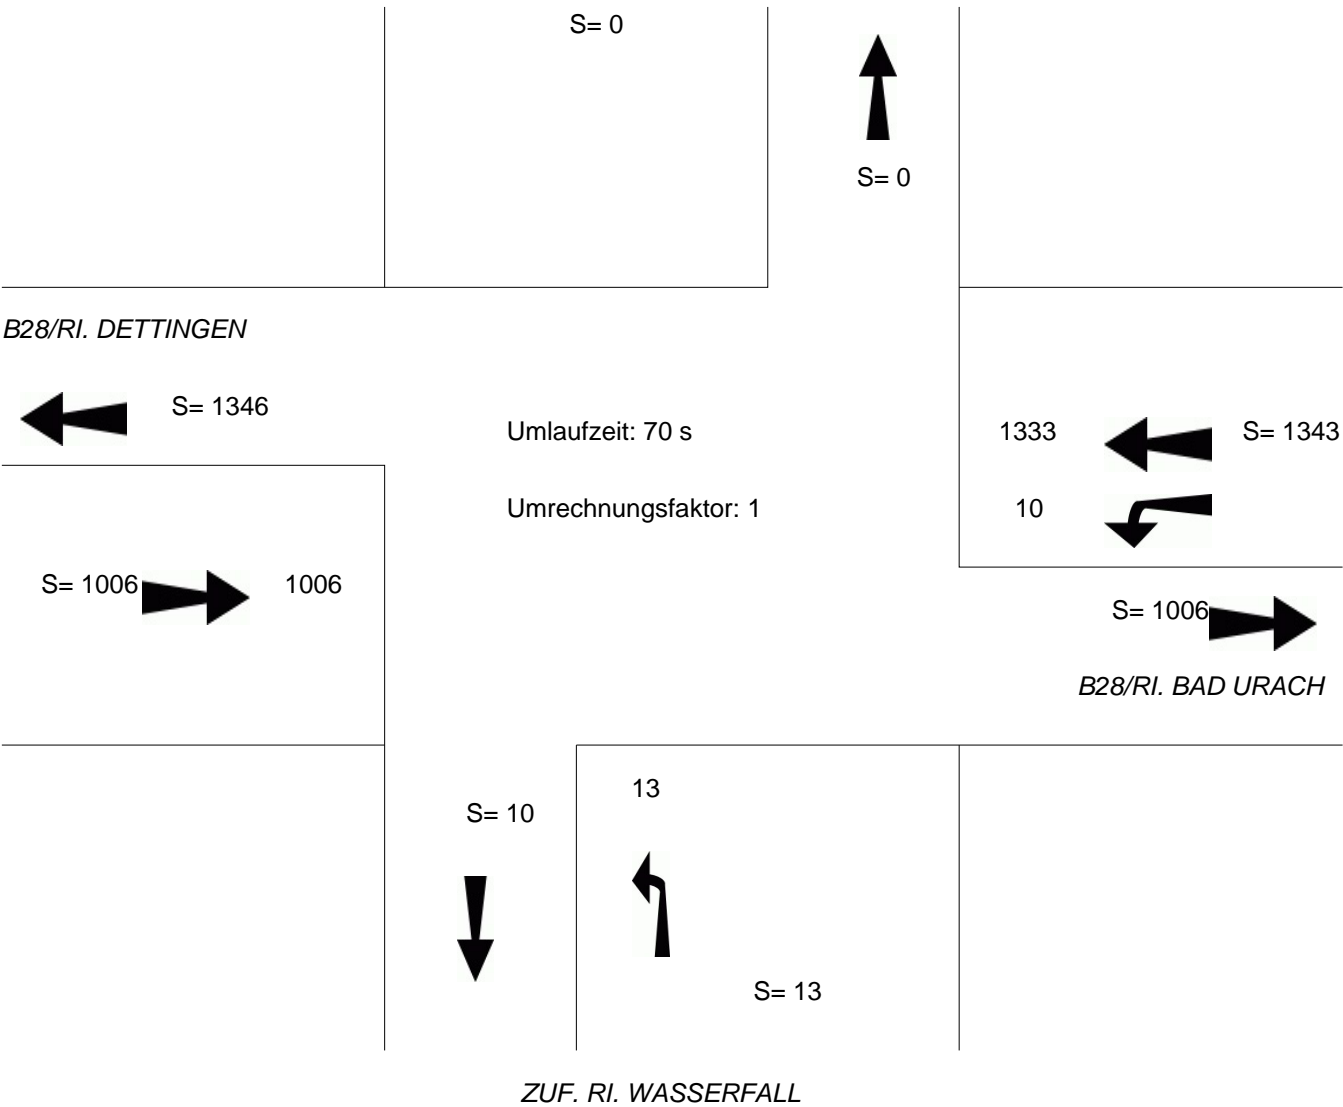 S= 0
S= 0
B28/RI. DETTINGEN
S= 1346
Umlaufzeit: 70 s
1333
S= 1343
Umrechnungsfaktor: 1
10
S= 1006
1006
S= 1006
B28/RI. BAD URACH
13
S= 10
S= 13
ZUF. RI. WASSERFALL